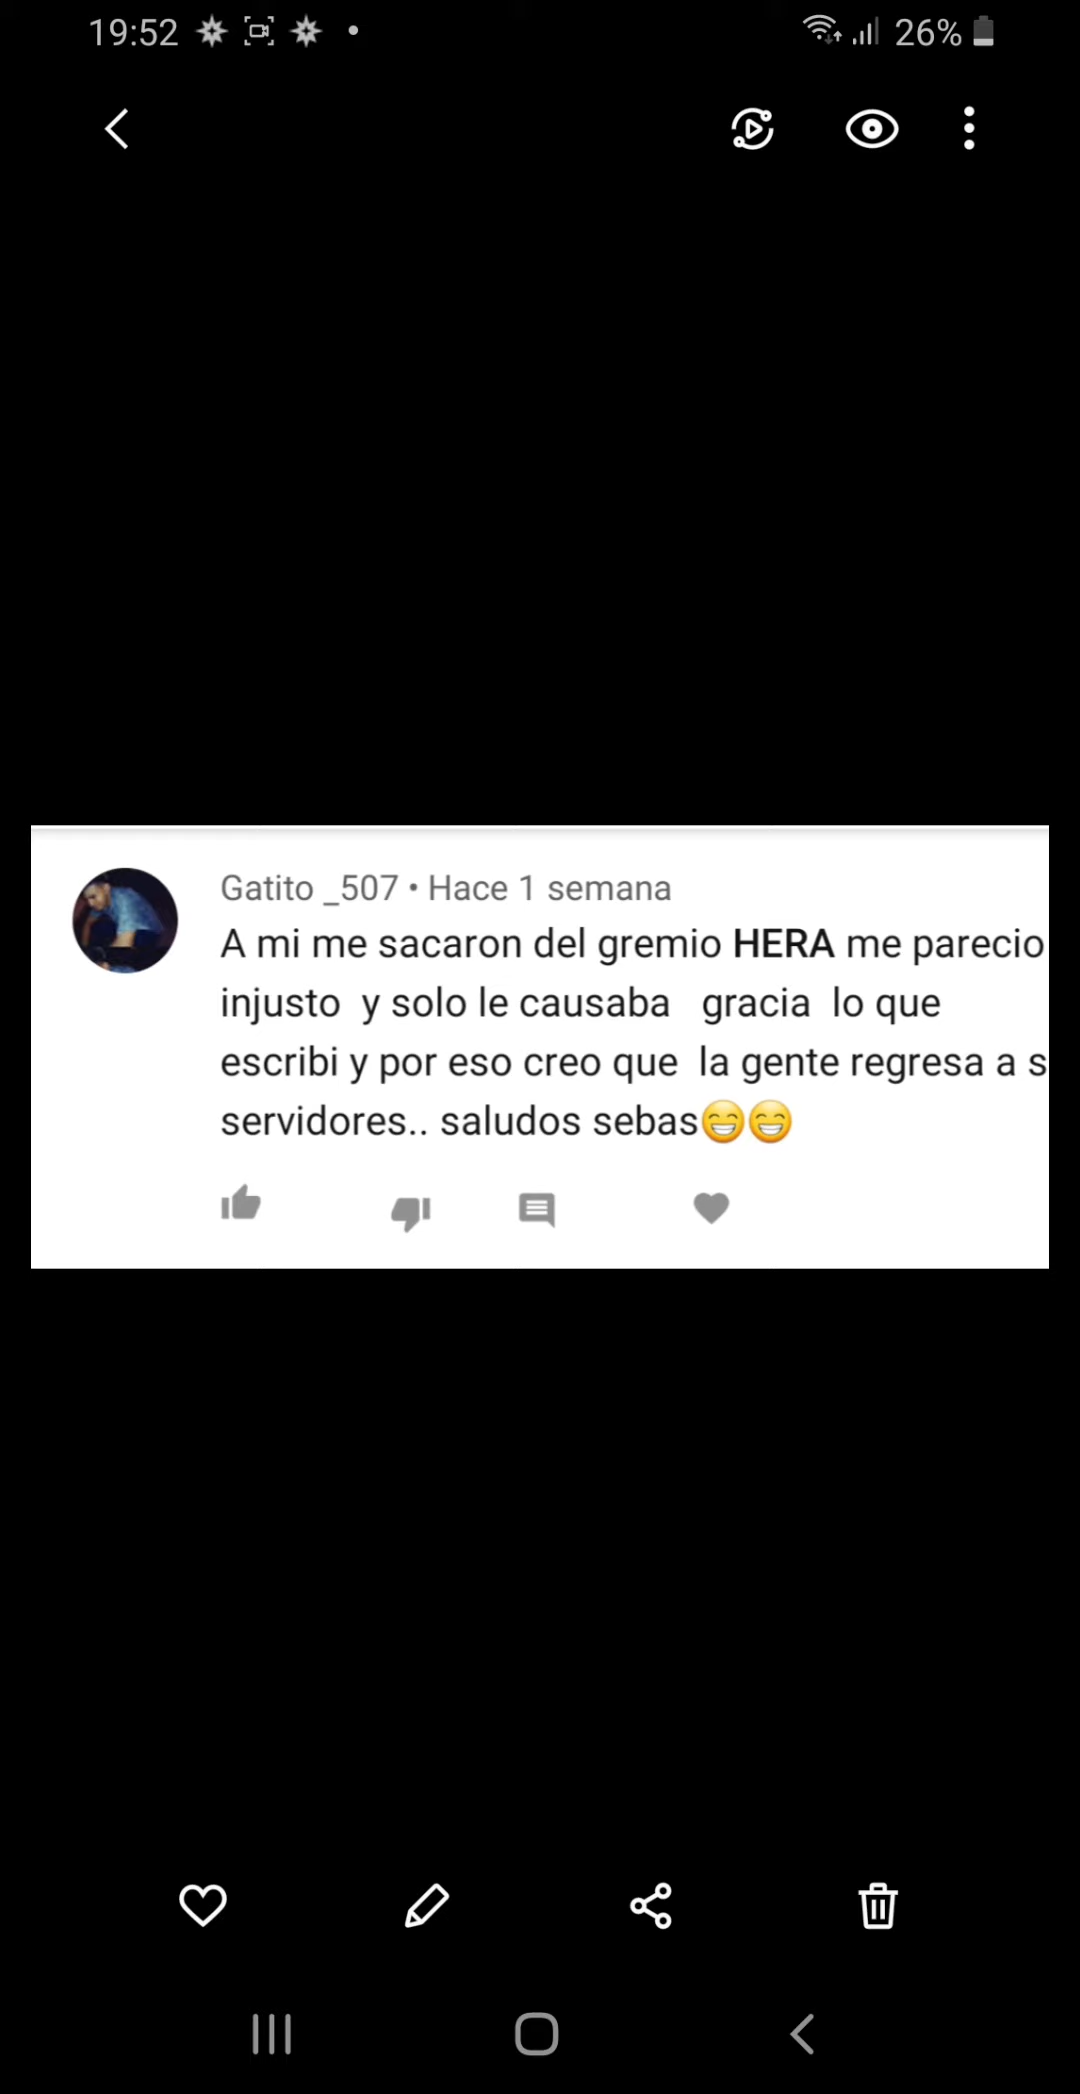 19:52
26%
Gatito _507 • Hace 1 semana
A mi me sacaron del gremio HERA me parecio
injusto y solo le causaba gracia lo que
escribi y por eso creo que la gente regresa a s
servidores.. saludos sebas😁😁